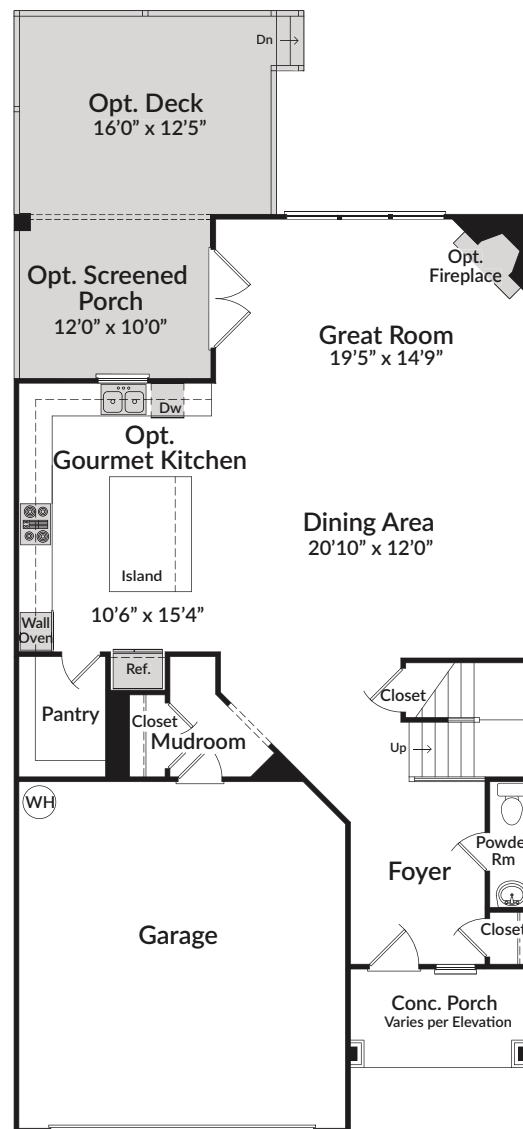 Dn
Opt. Deck
16’0” x 12’5”
Opt. Screened
Porch
12’0” x 10’0”
Opt.
Fireplace
Great Room
19’5” x 14’9”
Dw
Opt.
Gourmet Kitchen
Dining Area
20’10” x 12’0”
Island
10’6” x 15’4”
Wall
Oven
Ref.
Pantry
Closet
Mudroom
Closet
Up
WH
Powde
Rm
Foyer
Closet
Garage
Conc. Porch
Varies per Elevation